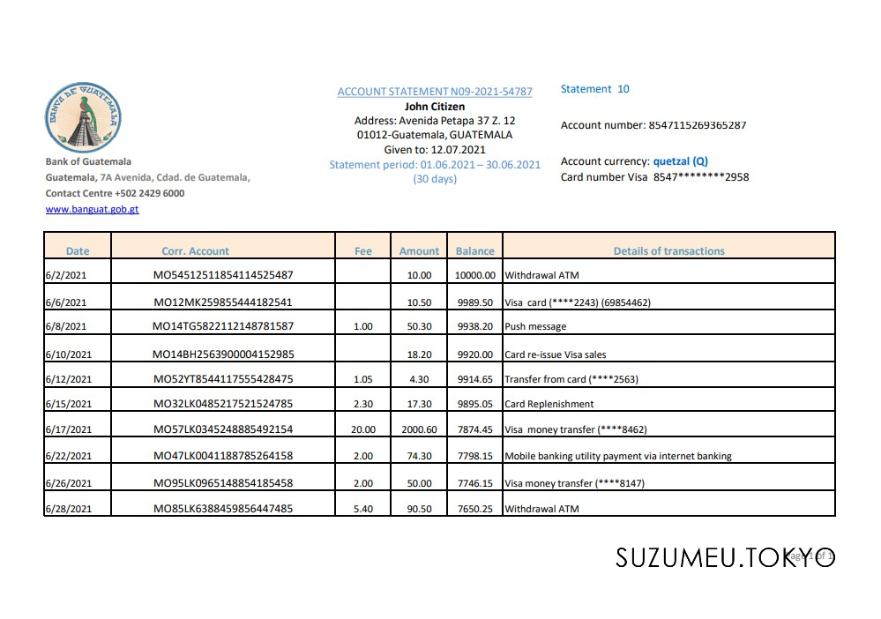 BANCO DE GUATEMALA
Bank of Guatemala
Guatemala, 7A Avenida, Cdad. de Guatemala,
Contact Centre +502 2429 6000
www.banguat.gob.gt
ACCOUNT STATEMENT N09-2021-54787
John Citizen
Address: Avenida Petapa 37 Z. 12
01012-Guatemala, GUATEMALA
Given to: 12.07.2021
Statement period: 01.06.2021 – 30.06.2021
(30 days)
Statement 10
Account number: 8547115269365287
Account currency: quetzal (Q)
Card number Visa 8547********2958
Date Corr. Account Fee Amount Balance Details of transactions
6/2/2021 MO54512511854114525487 10.00 10000.00 Withdrawal ATM
6/6/2021 MO12MK259855444182541 10.50 9989.50 Visa card (****2243) (69854462)
6/8/2021 MO14TG5822112148781587 1.00 50.30 9938.20 Push message
6/10/2021 MO14BH2563900004152985 18.20 9920.00 Card re-issue Visa sales
6/12/2021 MO52YT8544117555428475 1.05 4.30 9914.65 Transfer from card (****2563)
6/15/2021 MO32LK0485217521524785 2.30 17.30 9895.05 Card Replenishment
6/17/2021 MO57LK0345248885492154 20.00 2000.60 7874.45 Visa money transfer (****8462)
6/22/2021 MO47LK0041188785264158 2.00 74.30 7798.15 Mobile banking utility payment via internet banking
6/26/2021 MO95LK0965148854185458 2.00 50.00 7746.15 Visa money transfer (****8147)
6/28/2021 MO85LK6388459856447485 5.40 90.50 7650.25 Withdrawal ATM
Page 1 of 1
SUZUMEU.TOKYO